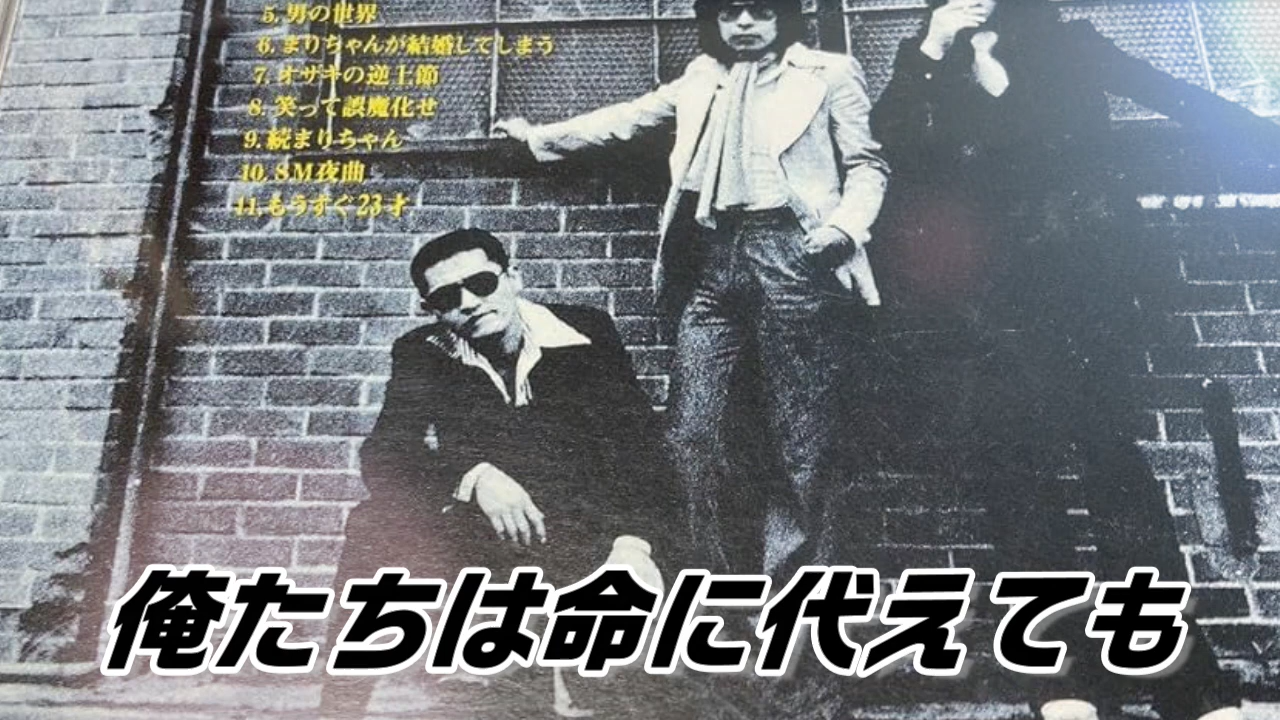 5. 男の世界
6. まりちゃんが結婚してしまう
7. オサキの逆上節
8. 笑って誤魔化せ
9. 続まりちゃん
10. SM夜曲
11. もうすぐ23才
俺たちは命に代えても